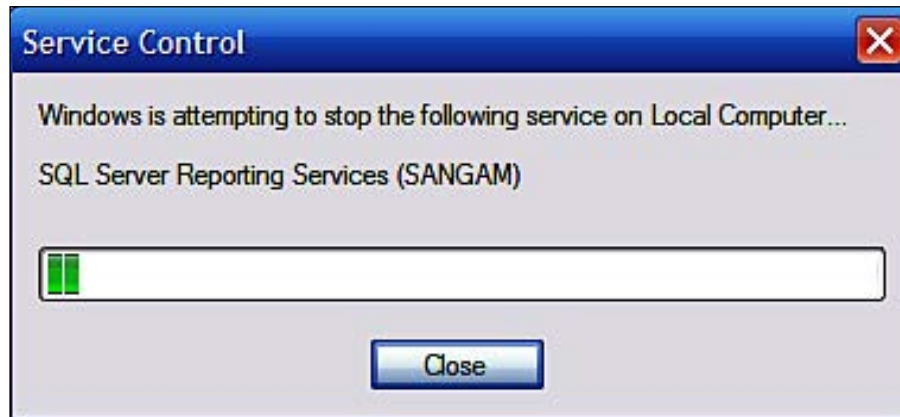 Service Control
Windows is attempting to stop the following service on Local Computer...
SQL Server Reporting Services (SANGAM)
Close